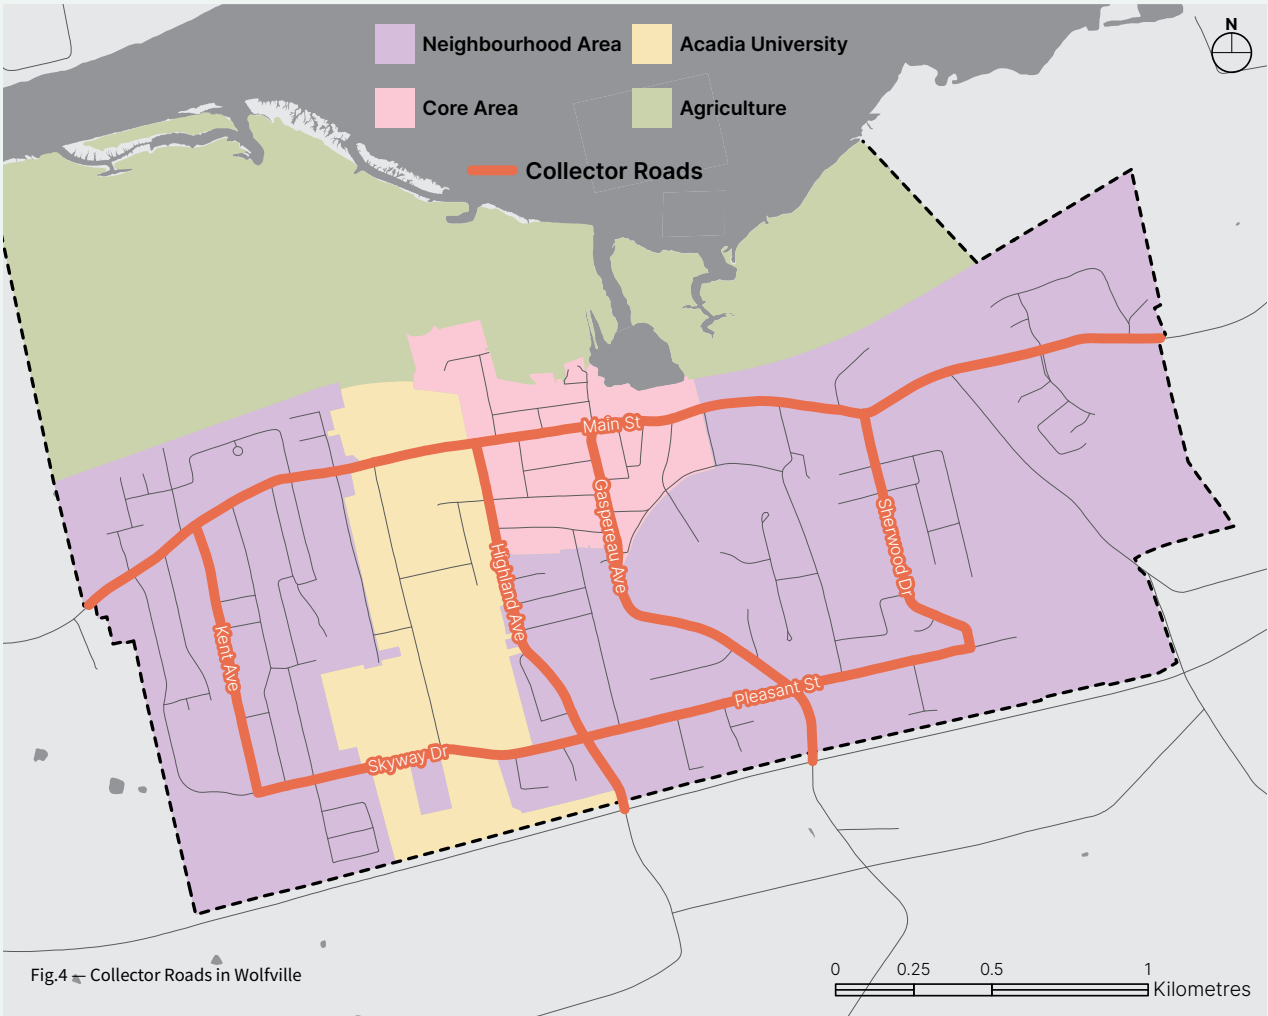 N
Neighbourhood Area
Acadia University
Core Area
Agriculture
Collector Roads
Main St
Gaspereau Ave
Sherwood Dr
Highland Ave
Kent Ave
Pleasant St
Skyway Dr
Fig.4 — Collector Roads in Wolfville
0 0.25 0.5 1
Kilometres